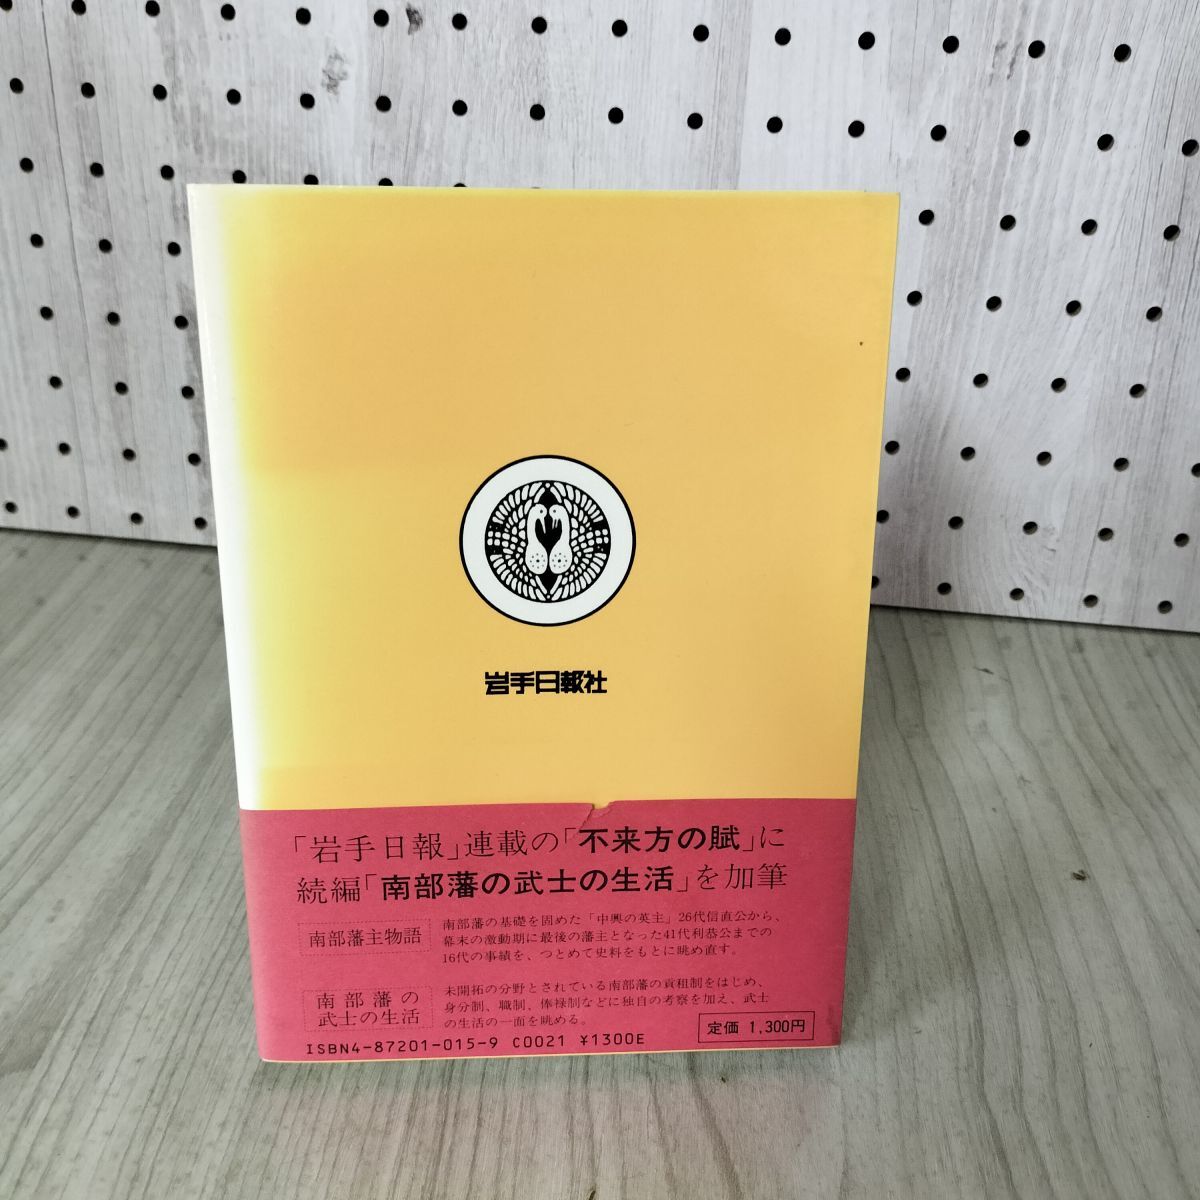 岩手日報社
「岩手日報」連載の「不来方の賦」に
続編「南部藩の武士の生活」を加筆
南部藩主物語
南部藩の基礎を固めた「中興の英主」26代信直公から、
幕末の激動期に最後の藩主となった41代利恭公までの
16代の事績を、つとめて史料をもとに眺め直す。
南部藩の
武士の生活
未開拓の分野とされている南部藩の貢租制をはじめ、
身分制、職制、俸禄制などに独自の考察を加え、武士
の生活の一面を眺める。
ISBN4-87201-015-9 C0021 ¥1300E
定価 1,300円